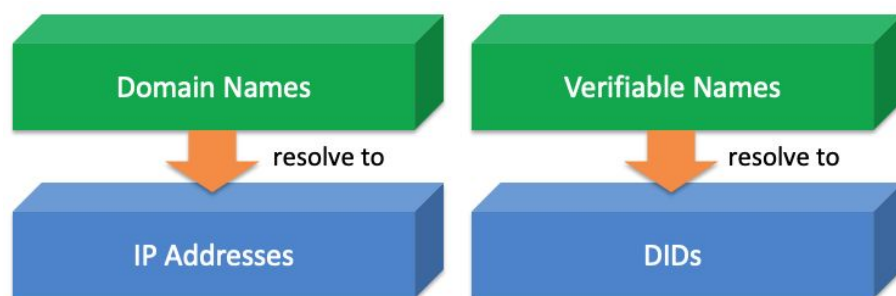 Domain Names
Verifiable Names
resolve to
resolve to
IP Addresses
DIDs